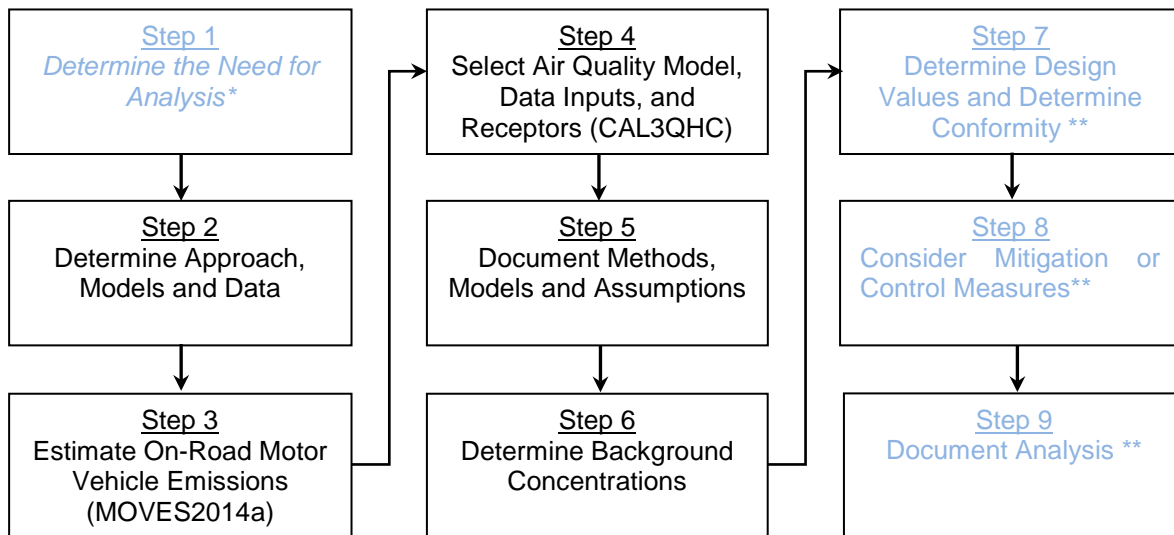 Step 1
Determine the Need for
Analysis*
Step 2
Determine Approach,
Models and Data
Step 3
Estimate On-Road Motor
Vehicle Emissions
(MOVES2014a)
Step 4
Select Air Quality Model,
Data Inputs, and
Receptors (CAL3QHC)
Step 5
Document Methods,
Models and Assumptions
Step 6
Determine Background
Concentrations
Step 7
Determine Design
Values and Determine
Conformity **
Step 8
Consider Mitigation or
Control Measures**
Step 9
Document Analysis **